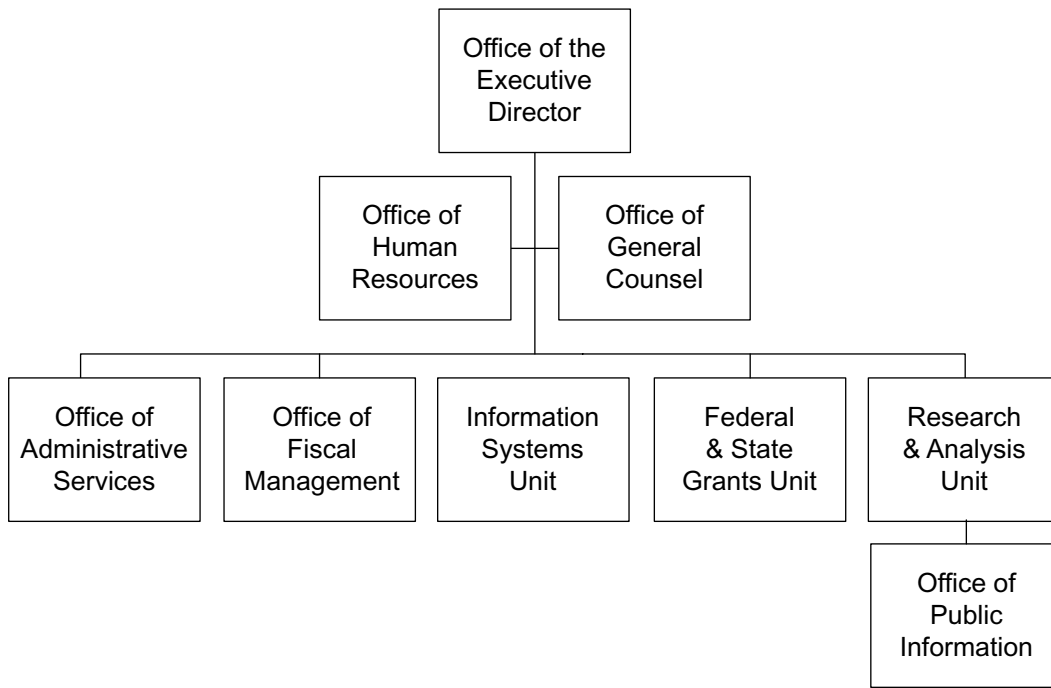 Office of the
Executive
Director
Office of
Human
Resources
Office of
General
Counsel
Office of
Administrative
Services
Office of
Fiscal
Management
Information
Systems
Unit
Federal
& State
Grants Unit
Research
& Analysis
Unit
Office of
Public
Information